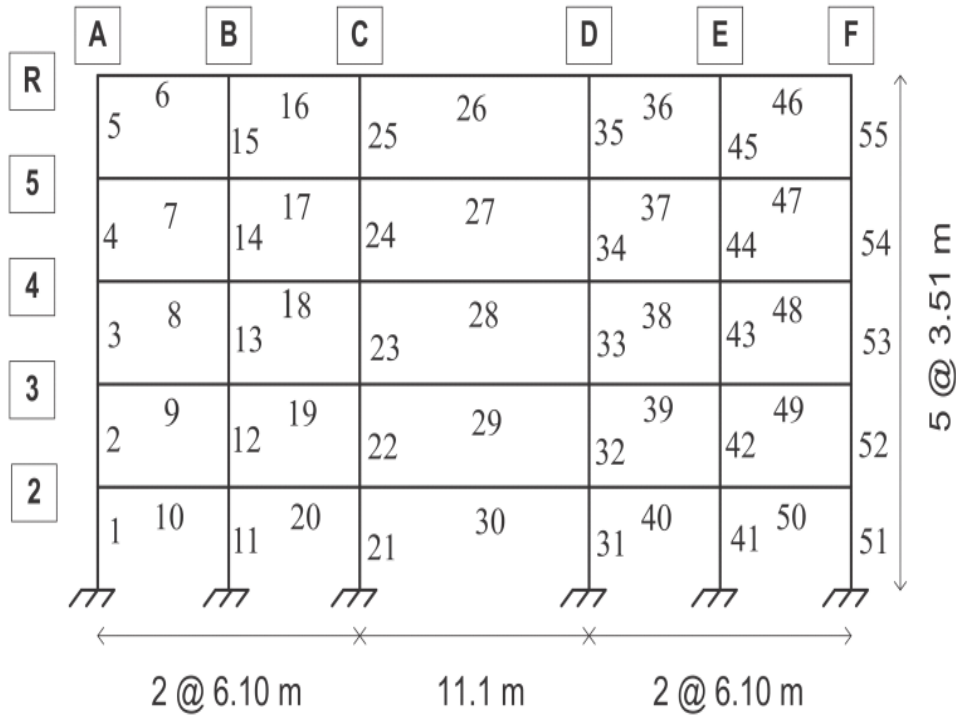 A B C D E F
R
6 16 26 36 46
5 15 25 35 45 55
5
7 17 27 37 47
4 14 24 34 44 54
4
8 18 28 38 48
3 13 23 33 43 53
3
9 19 29 39 49
2 12 22 32 42 52
2
10 20 30 40 50
1 11 21 31 41 51
5 @ 3.51 m
2 @ 6.10 m 11.1 m 2 @ 6.10 m